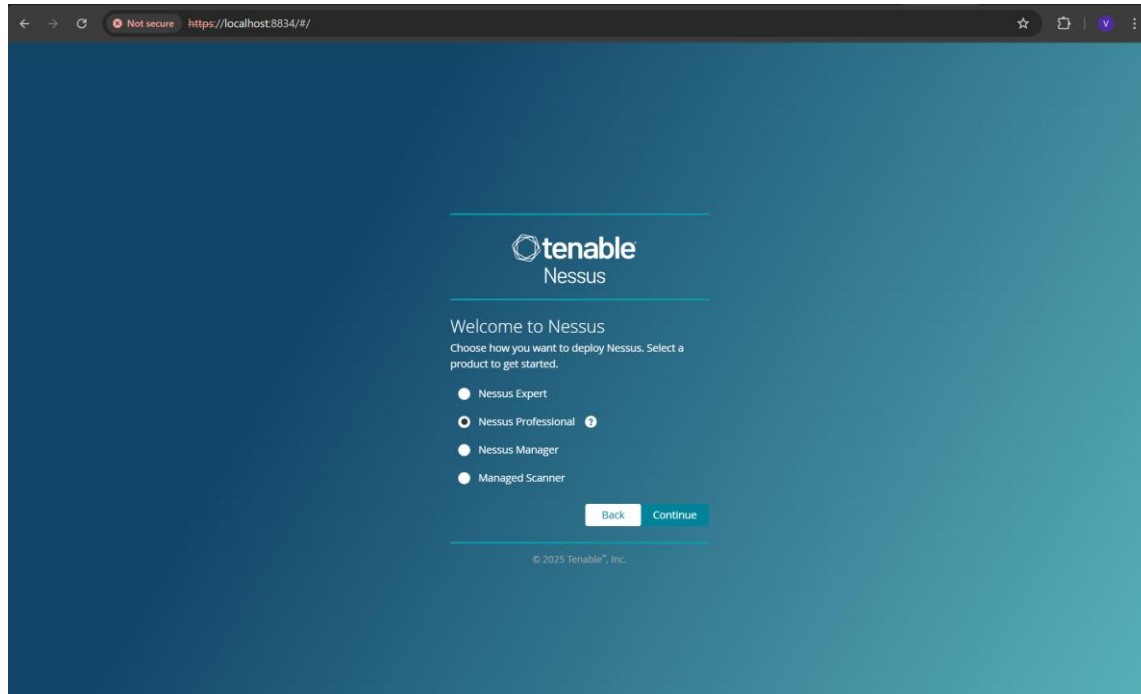 Not secure https://localhost:8834/#/
V
tenable
Nessus
Welcome to Nessus
Choose how you want to deploy Nessus. Select a
product to get started.
Nessus Expert
Nessus Professional ?
Nessus Manager
Managed Scanner
Back Continue
© 2025 Tenable™, Inc.